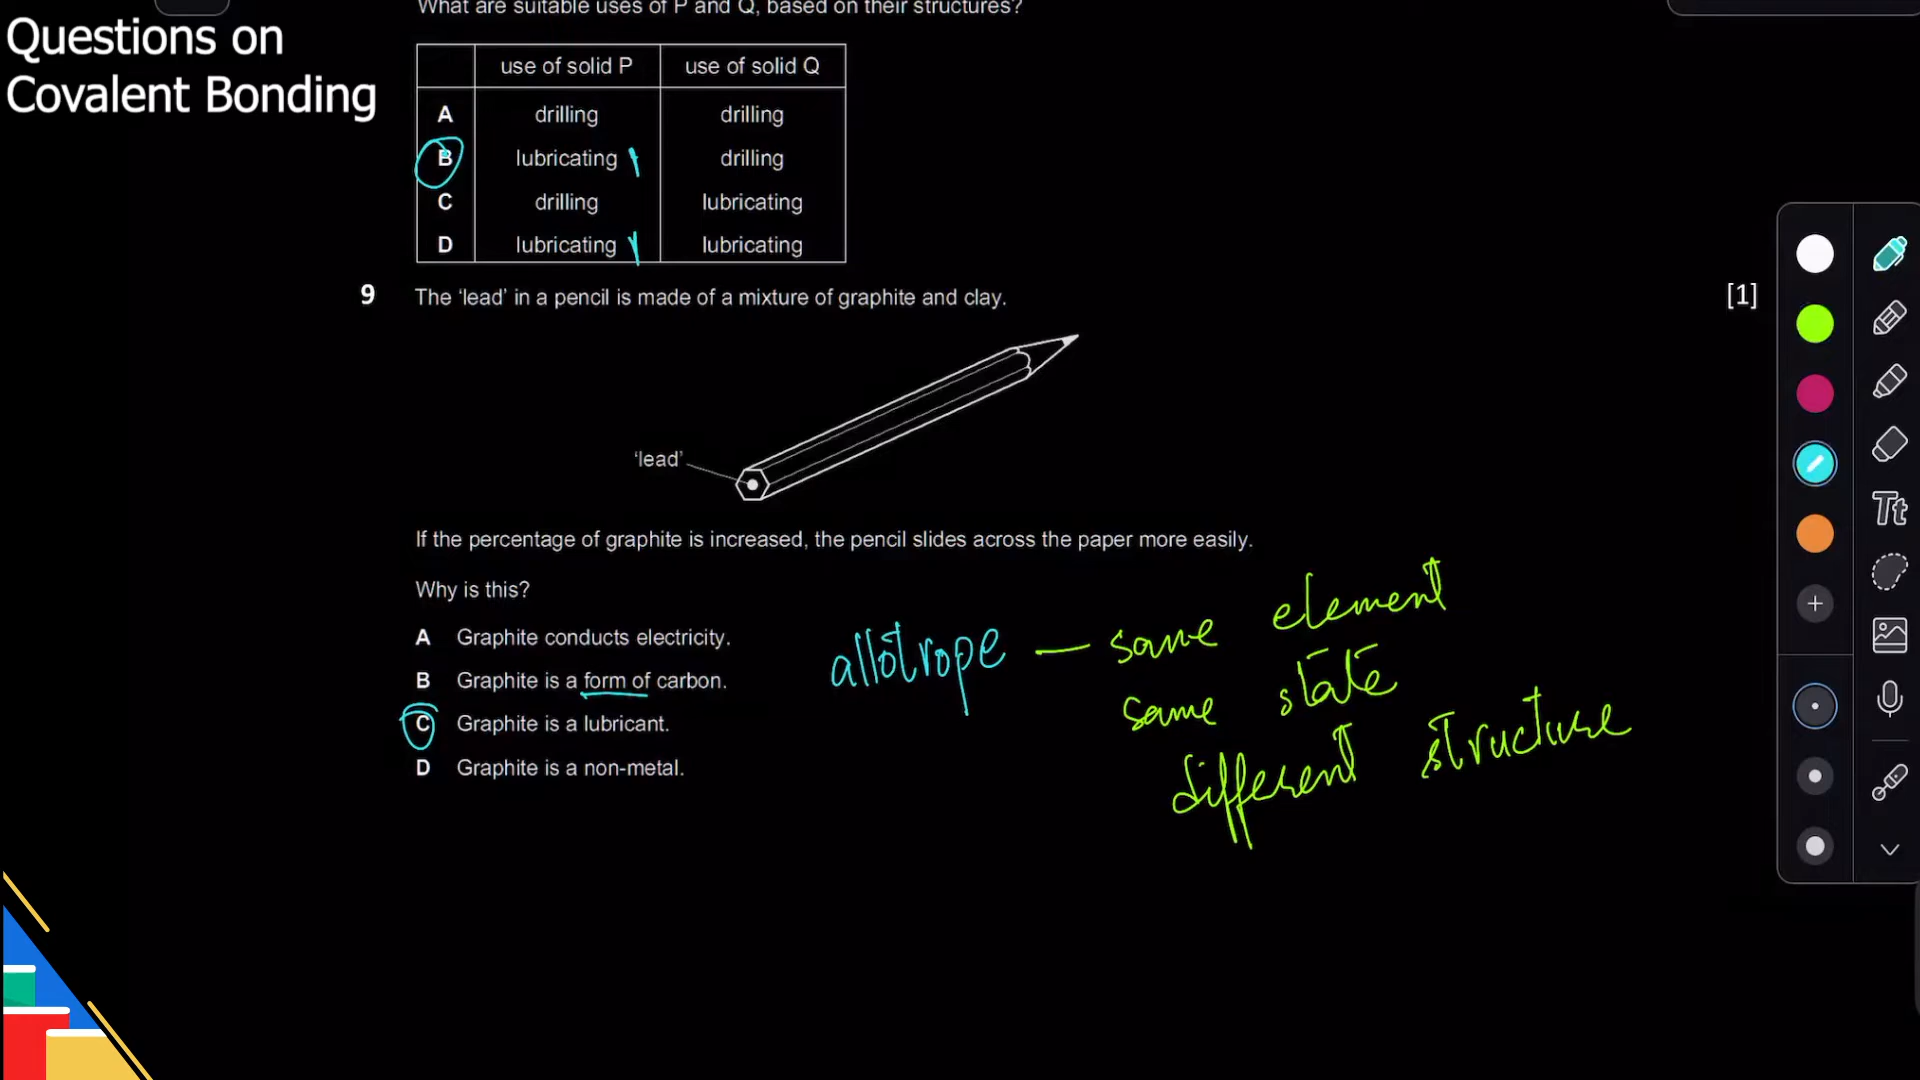 Questions on
Covalent Bonding
What are suitable uses of P and Q, based on their structures?
use of solid P use of solid Q
A drilling drilling
B lubricating drilling
C drilling lubricating
D lubricating lubricating
9 The ‘lead’ in a pencil is made of a mixture of graphite and clay. [1]
‘lead’
If the percentage of graphite is increased, the pencil slides across the paper more easily.
Why is this?
A Graphite conducts electricity.
B Graphite is a form of carbon.
C Graphite is a lubricant.
D Graphite is a non-metal.
allotrope — same element
same state
different structure
Tt